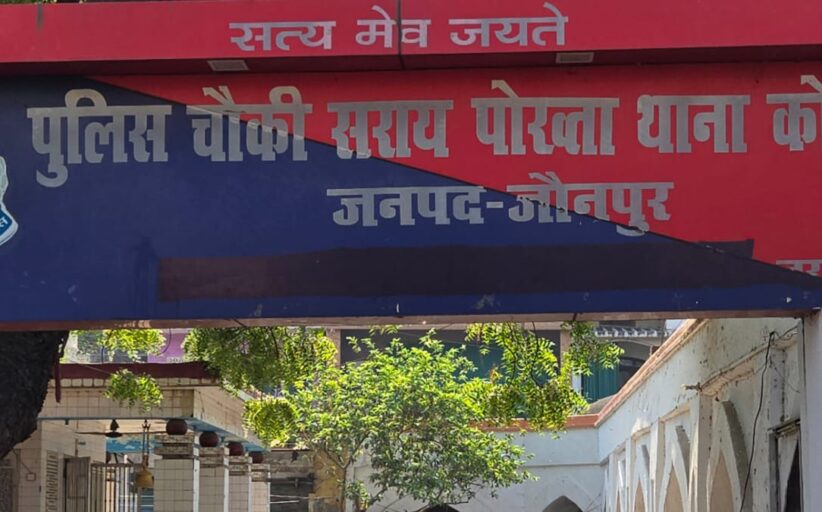 सत्य मेव जयते
पुलिस चौकी सराय पोख्ता थाना को
जनपद-जौनपुर